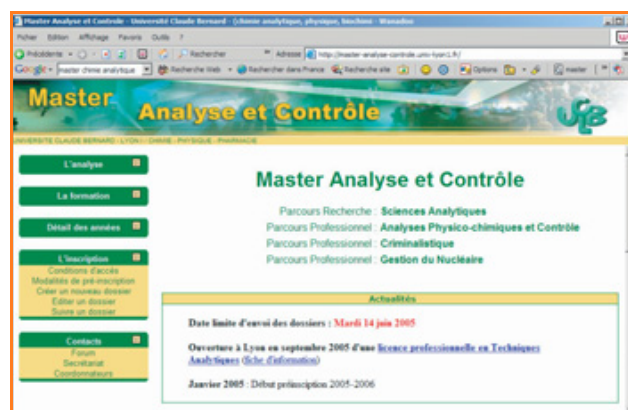 Master Analyse et Controle - Université Claude Bernard - (chimie analytique, physique, biochimi - Wanadoo
Fichier Edition Affichage Favoris Outils ?
Précédente Rechercher Adresse http://master-analyse-controle.univ-lyon1.fr/
Google master chimie analytique Recherche Web Rechercher dans France Recherche site Options master
Master
Analyse et Contrôle
UCB
UNIVERSITE CLAUDE BERNARD - LYON I - CHIMIE - PHYSIQUE - PHARMACIE
L'analyse
La formation
Détail des années
L'inscription
Conditions d'accès
Modalités de pré-inscription
Créer un nouveau dossier
Editer un dossier
Suivre un dossier
Contacts
Forum
Secrétariat
Coordonnateurs
Master Analyse et Contrôle
Parcours Recherche : Sciences Analytiques
Parcours Professionnel : Analyses Physico-chimiques et Contrôle
Parcours Professionnel : Criminalistique
Parcours Professionnel : Gestion du Nucléaire
Actualités
Date limite d'envoi des dossiers : Mardi 14 juin 2005
Ouverture à Lyon en septembre 2005 d'une licence professionnelle en Techniques
Analytiques (fiche d'information)
Janvier 2005 : Début préinscription 2005-2006